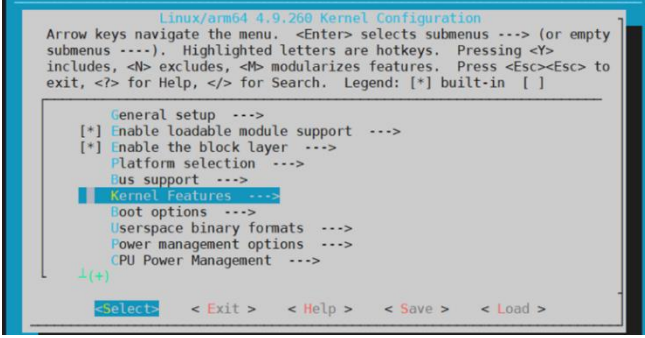 Linux/arm64 4.9.260 Kernel Configuration
Arrow keys navigate the menu.  <Enter> selects submenus ---> (or empty
submenus ----).  Highlighted letters are hotkeys.  Pressing <Y>
includes, <N> excludes, <M> modularizes features.  Press <Esc><Esc> to
exit, <?> for Help, </> for Search.  Legend: [*] built-in  [ ]
General setup  --->
[*] Enable loadable module support  --->
[*] Enable the block layer  --->
Platform selection  --->
Bus support  --->
Kernel Features  --->
Boot options  --->
Userspace binary formats  --->
Power management options  --->
CPU Power Management  --->
┴(+)
<Select>    < Exit >    < Help >    < Save >    < Load >